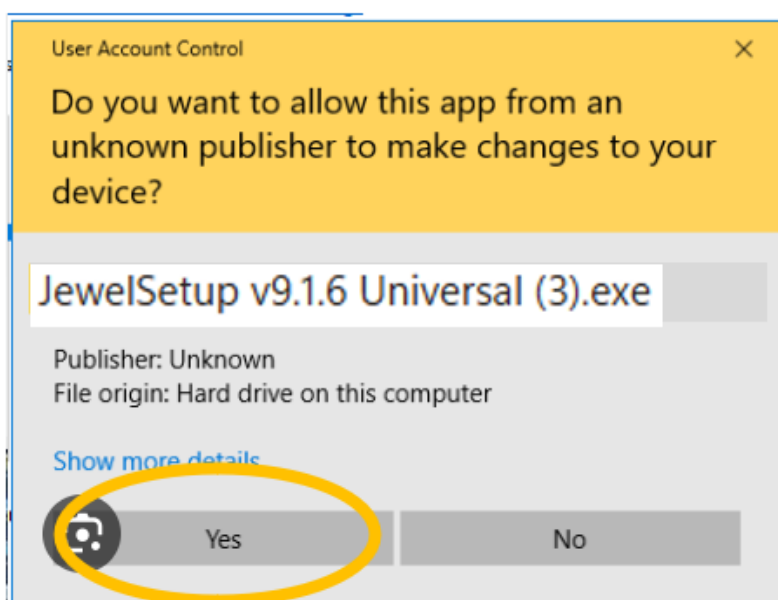 User Account Control
Do you want to allow this app from an
unknown publisher to make changes to your
device?
JewelSetup v9.1.6 Universal (3).exe
Publisher: Unknown
File origin: Hard drive on this computer
Show more details
Yes No